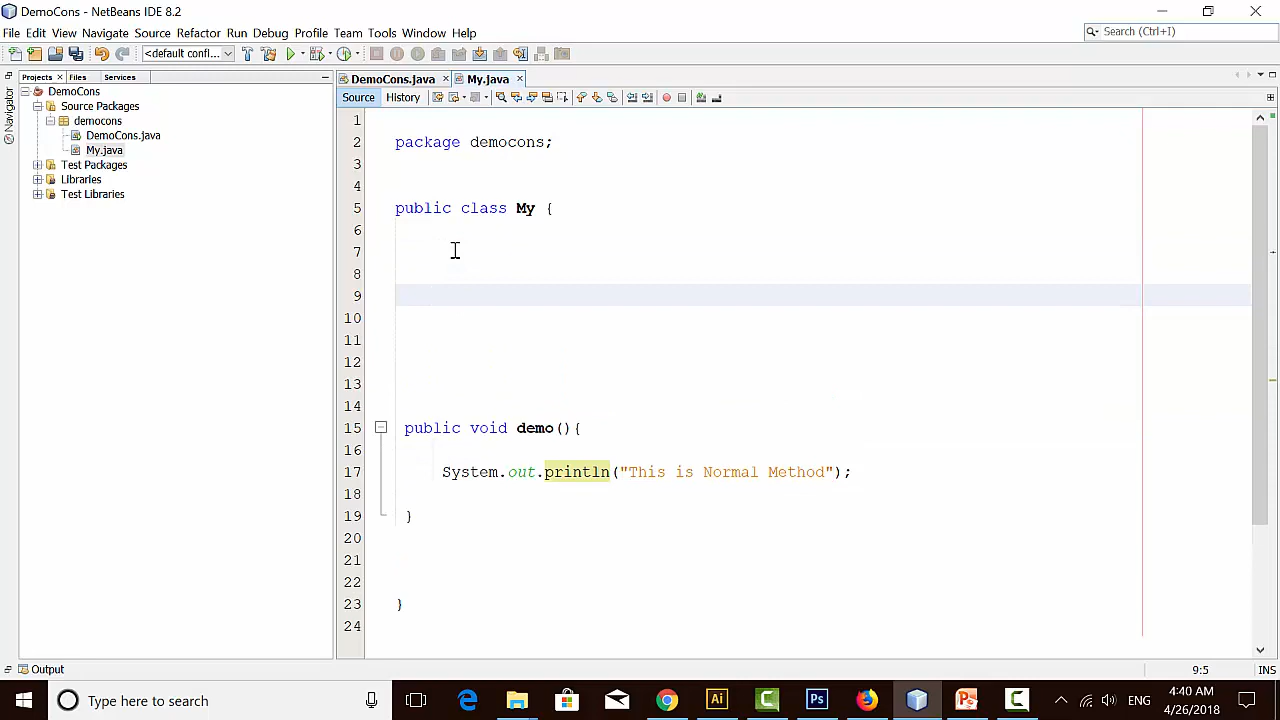 DemoCons - NetBeans IDE 8.2
File Edit View Navigate Source Refactor Run Debug Profile Team Tools Window Help
Search (Ctrl+I)
<default confi...
Projects Files Services
DemoCons.java My.java
Navigator
Source History
DemoCons
Source Packages
democons
DemoCons.java
My.java
Test Packages
Libraries
Test Libraries
1
2 package democons;
3
4
5 public class My {
6
7
8
9
10
11
12
13
14
15 public void demo(){
16
17 System.out.println("This is Normal Method");
18
19 }
20
21
22
23 }
24
Output
9:5 INS
Type here to search
Ai
Ps
ENG
4:40 AM
4/26/2018